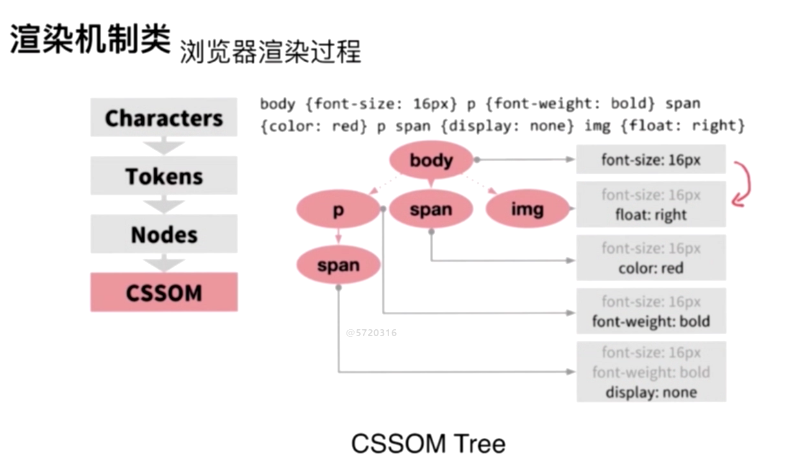 渲染机制类 浏览器渲染过程
Characters
Tokens
Nodes
CSSOM
body {font-size: 16px} p {font-weight: bold} span
{color: red} p span {display: none} img {float: right}
body
p
span
img
span
font-size: 16px
font-size: 16px
float: right
font-size: 16px
color: red
font-size: 16px
font-weight: bold
font-size: 16px
font-weight: bold
display: none
@5720316
CSSOM Tree